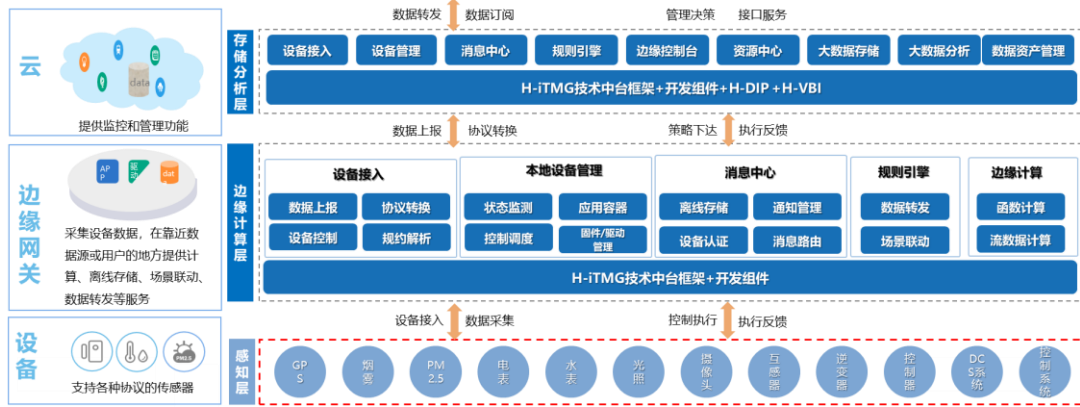 数据转发 数据订阅 管理决策 接口服务
云
data
提供监控和管理功能
存储分析层
设备接入 设备管理 消息中心 规则引擎 边缘控制台 资源中心 大数据存储 大数据分析 数据资产管理
H-iTMG技术中台框架+开发组件+H-DIP +H-VBI
数据上报 协议转换 策略下达 执行反馈
边缘网关
AP
P
驱动
dat
采集设备数据，在靠近数
据源或用户的地方提供计
算、离线存储、场景联动、
数据转发等服务
边缘计算层
设备接入 本地设备管理 消息中心 规则引擎 边缘计算
数据上报 协议转换 状态监测 应用容器 离线存储 通知管理 数据转发 函数计算
设备控制 规约解析 控制调度 固件/驱动
管理 设备认证 消息路由 场景联动 流数据计算
H-iTMG技术中台框架+开发组件
设备接入 数据采集 控制执行 执行反馈
设备
PM2.5
支持各种协议的传感器
感知层
GP
S
烟
雾
PM
2.5
电
表
水
表
光
照
摄
像
头
互
感
器
逆
变
器
控
制
器
DC
S系
统
控
制
系
统